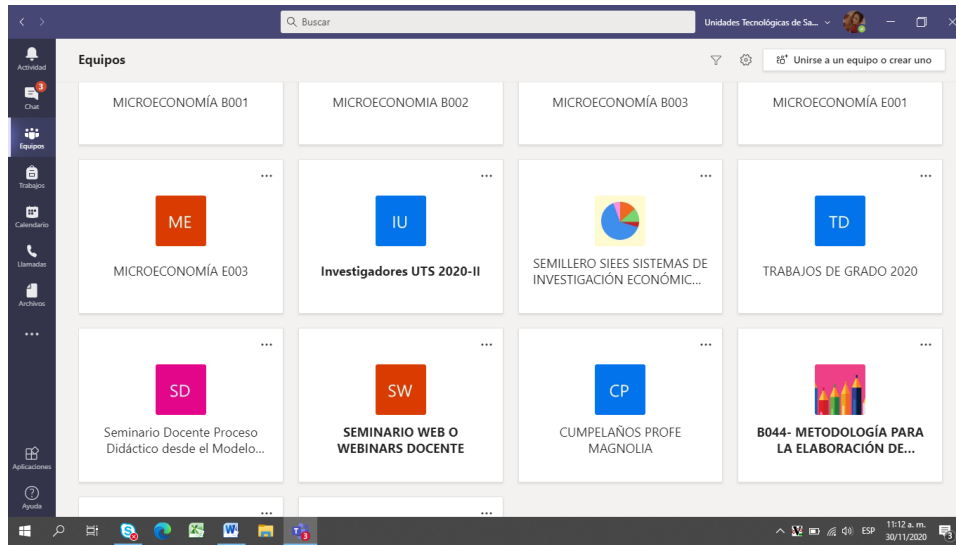 Buscar
Unidades Tecnológicas de Sa...
Actividad
Equipos
Unirse a un equipo o crear uno
3
Chat
MICROECONOMÍA B001
MICROECONOMIA B002
MICROECONOMÍA B003
MICROECONOMÍA E001
Equipos
Trabajos
Calendario
Llamadas
Archivos
ME
MICROECONOMÍA E003
IU
Investigadores UTS 2020-II
SEMILLERO SIEES SISTEMAS DE
INVESTIGACIÓN ECONÓMIC...
TD
TRABAJOS DE GRADO 2020
SD
Seminario Docente Proceso
Didáctico desde el Modelo...
SW
SEMINARIO WEB O
WEBINARS DOCENTE
CP
CUMPELAÑOS PROFE
MAGNOLIA
B044- METODOLOGÍA PARA
LA ELABORACIÓN DE...
Aplicaciones
Ayuda
ESP
11:12 a. m.
30/11/2020
3